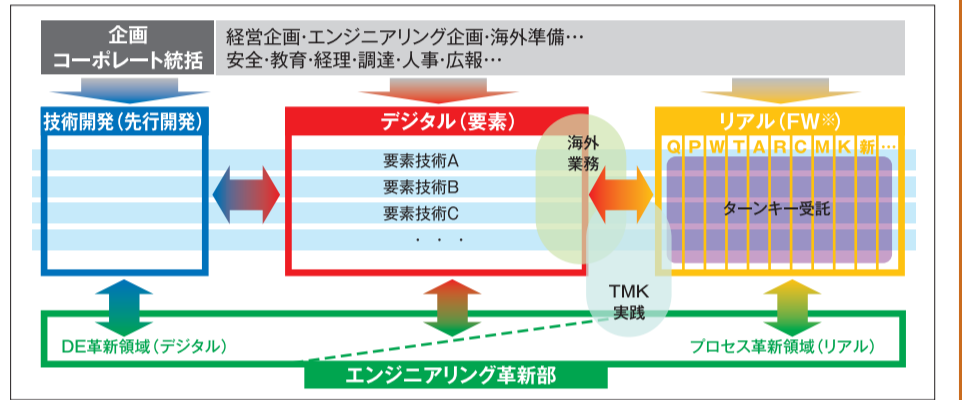 企画
コーポレート統括
経営企画・エンジニアリング企画・海外準備…
安全・教育・経理・調達・人事・広報…
技術開発(先行開発)
デジタル(要素)
リアル(FW※)
海外
業務
Q P W T A R C M K 新 …
要素技術A
要素技術B
要素技術C
・・・
ターンキー受託
TMK
実践
DE革新領域(デジタル)
プロセス革新領域(リアル)
エンジニアリング革新部